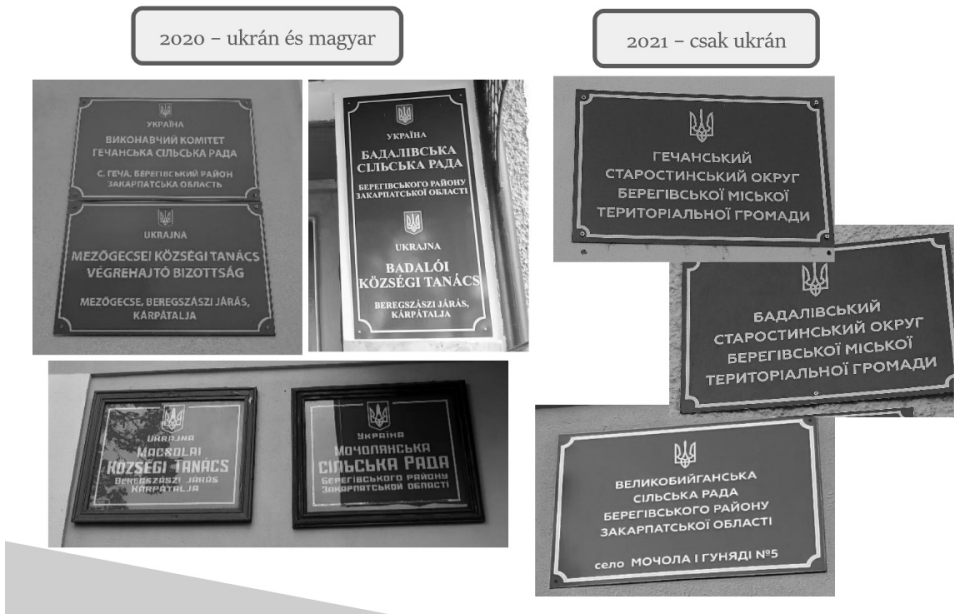 2020 – ukrán és magyar
УКРАЇНА
ВИКОНАВЧИЙ КОМІТЕТ
ГЕЧАНСЬКА СІЛЬСЬКА РАДА
С. ГЕЧА, БЕРЕГІВСЬКИЙ РАЙОН
ЗАКАРПАТСЬКА ОБЛАСТЬ
UKRAJNA
MEZŐGECSEI KÖZSÉGI TANÁCS
VÉGREHAJTÓ BIZOTTSÁG
MEZŐGECSE, BEREGSZÁSZI JÁRÁS,
KÁRPÁTALJA
УКРАЇНА
БАДАЛІВСЬКА
СІЛЬСЬКА РАДА
БЕРЕГІВСЬКОГО РАЙОНУ
ЗАКАРПАТСЬКОЇ ОБЛАСТІ
UKRAJNA
BADALÓI
KÖZSÉGI TANÁCS
BEREGSZÁSZI JÁRÁS,
KÁRPÁTALJA
UKRAJNA
MACSOLAI
KÖZSÉGI TANÁCS
BEREGSZÁSZI JÁRÁS
KÁRPÁTALJA
УКРАЇНА
МОЧОЛЯНСЬКА
СІЛЬСЬКА РАДА
БЕРЕГІВСЬКОГО РАЙОНУ
ЗАКАРПАТСЬКОЇ ОБЛАСТІ
2021 – csak ukrán
ГЕЧАНСЬКИЙ
СТАРОСТИНСЬКИЙ ОКРУГ
БЕРЕГІВСЬКОЇ МІСЬКОЇ
ТЕРИТОРІАЛЬНОЇ ГРОМАДИ
БАДАЛІВСЬКИЙ
СТАРОСТИНСЬКИЙ ОКРУГ
БЕРЕГІВСЬКОЇ МІСЬКОЇ
ТЕРИТОРІАЛЬНОЇ ГРОМАДИ
ВЕЛИКОБИЙГАНСЬКА
СІЛЬСЬКА РАДА
БЕРЕГІВСЬКОГО РАЙОНУ
ЗАКАРПАТСЬКОЇ ОБЛАСТІ
село МОЧОЛА І ГУНЯДІ №5